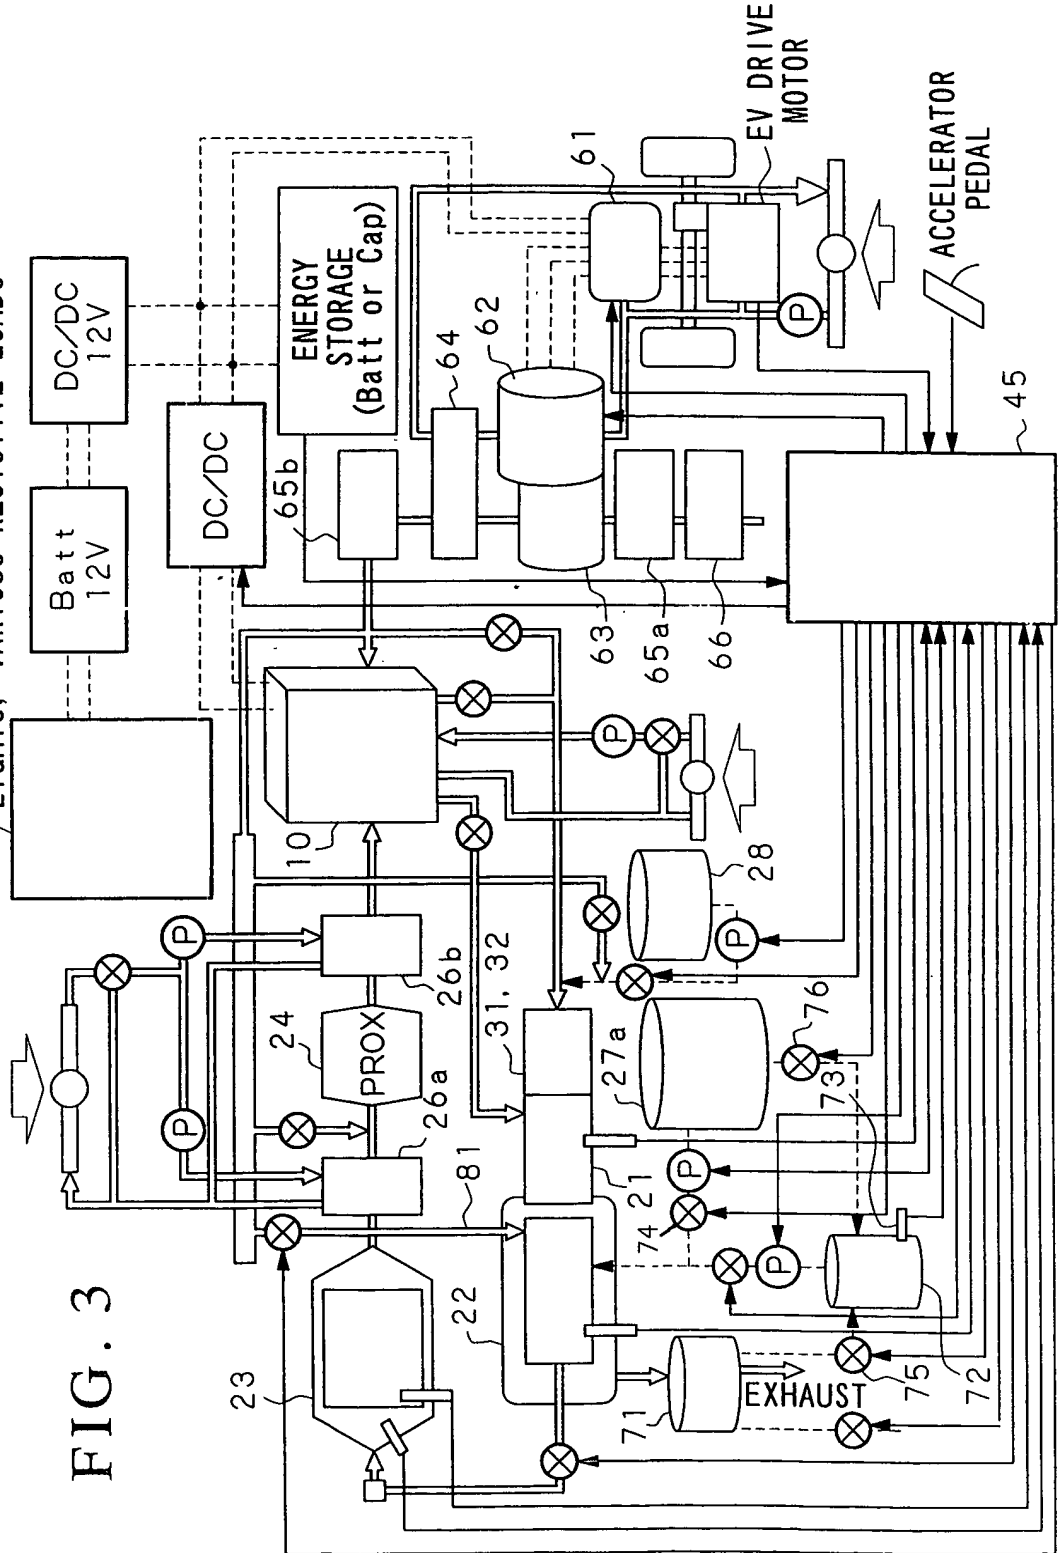 FIG. 3
Batt
12V
DC/DC
12V
DC/DC
ENERGY
STORAGE
(Batt or Cap)
23
P
P
24
PROX
26a
26b
10
65b
22
81
31, 32
64
62
61
63
65a
66
EV DRIVE
MOTOR
P
P
21
27a
P
28
P
71
EXHAUST
74
P
72
73
75
76
45
ACCELERATOR
PEDAL